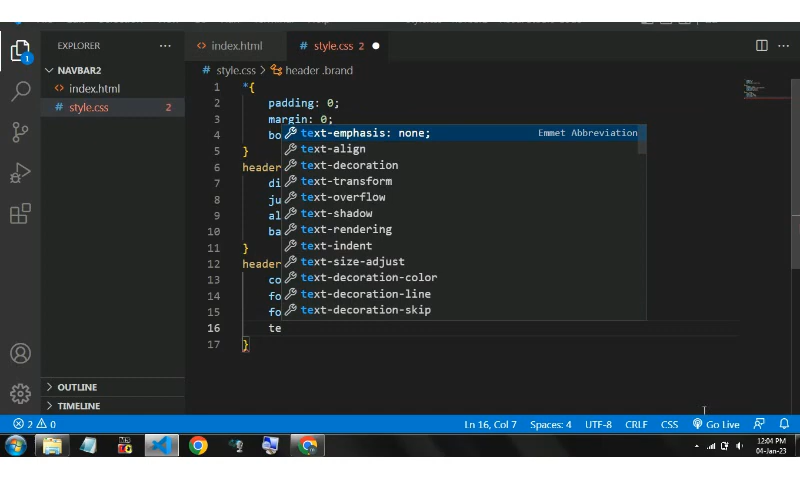 EXPLORER
···
<> index.html
# style.css 2
NAVBAR2
<> index.html
# style.css 2
# style.css > header .brand
1 *{
2 padding: 0;
3 margin: 0;
4 bo
5 }
6 header
7 di
8 ju
9 al
10 ba
11 }
12 header
13 co
14 fo
15 fo
16 te
17 }
text-emphasis: none; Emmet Abbreviation
text-align
text-decoration
text-transform
text-overflow
text-shadow
text-rendering
text-indent
text-size-adjust
text-decoration-color
text-decoration-line
text-decoration-skip
1
OUTLINE
TIMELINE
2 0
Ln 16, Col 7 Spaces: 4 UTF-8 CRLF CSS Go Live
12:04 PM
04-Jan-23